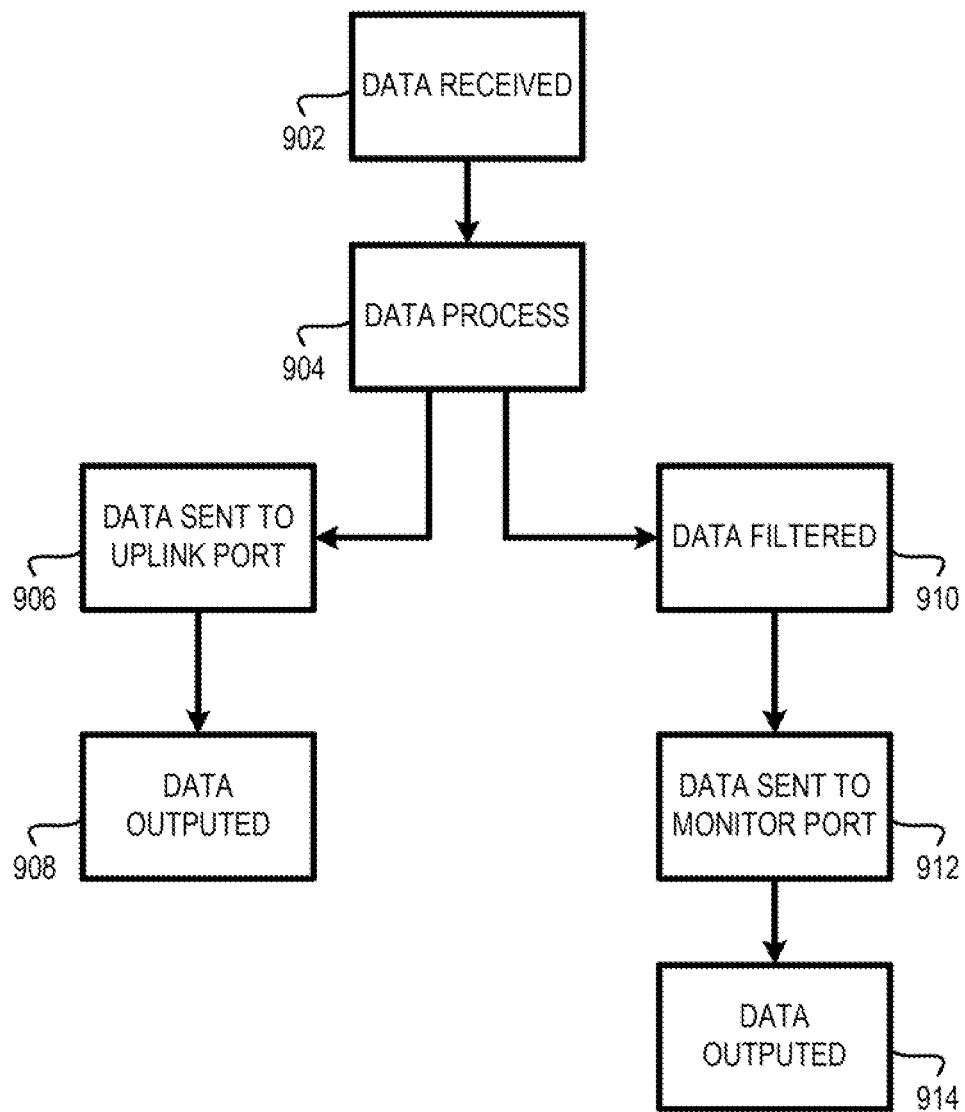 DATA RECEIVED
902
DATA PROCESS
904
DATA SENT TO
UPLINK PORT
906
DATA FILTERED
910
DATA
OUTPUTED
908
DATA SENT TO
MONITOR PORT
912
DATA
OUTPUTED
914